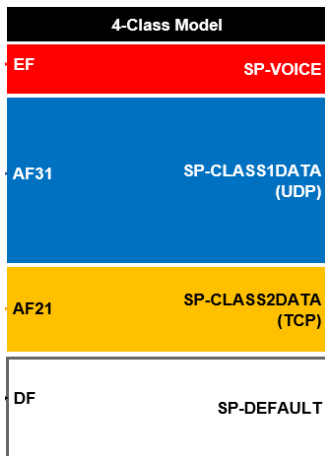 4-Class Model
EF
SP-VOICE
AF31
SP-CLASS1DATA
(UDP)
AF21
SP-CLASS2DATA
(TCP)
DF
SP-DEFAULT